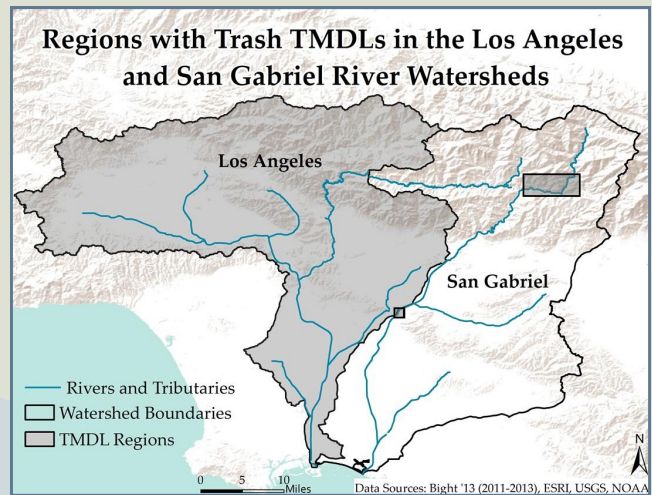 Regions with Trash TMDLs in the Los Angeles
and San Gabriel River Watersheds
Los Angeles
San Gabriel
Rivers and Tributaries
Watershed Boundaries
TMDL Regions
N
0 5 10
Miles
Data Sources: Bight '13 (2011-2013), ESRI, USGS, NOAA